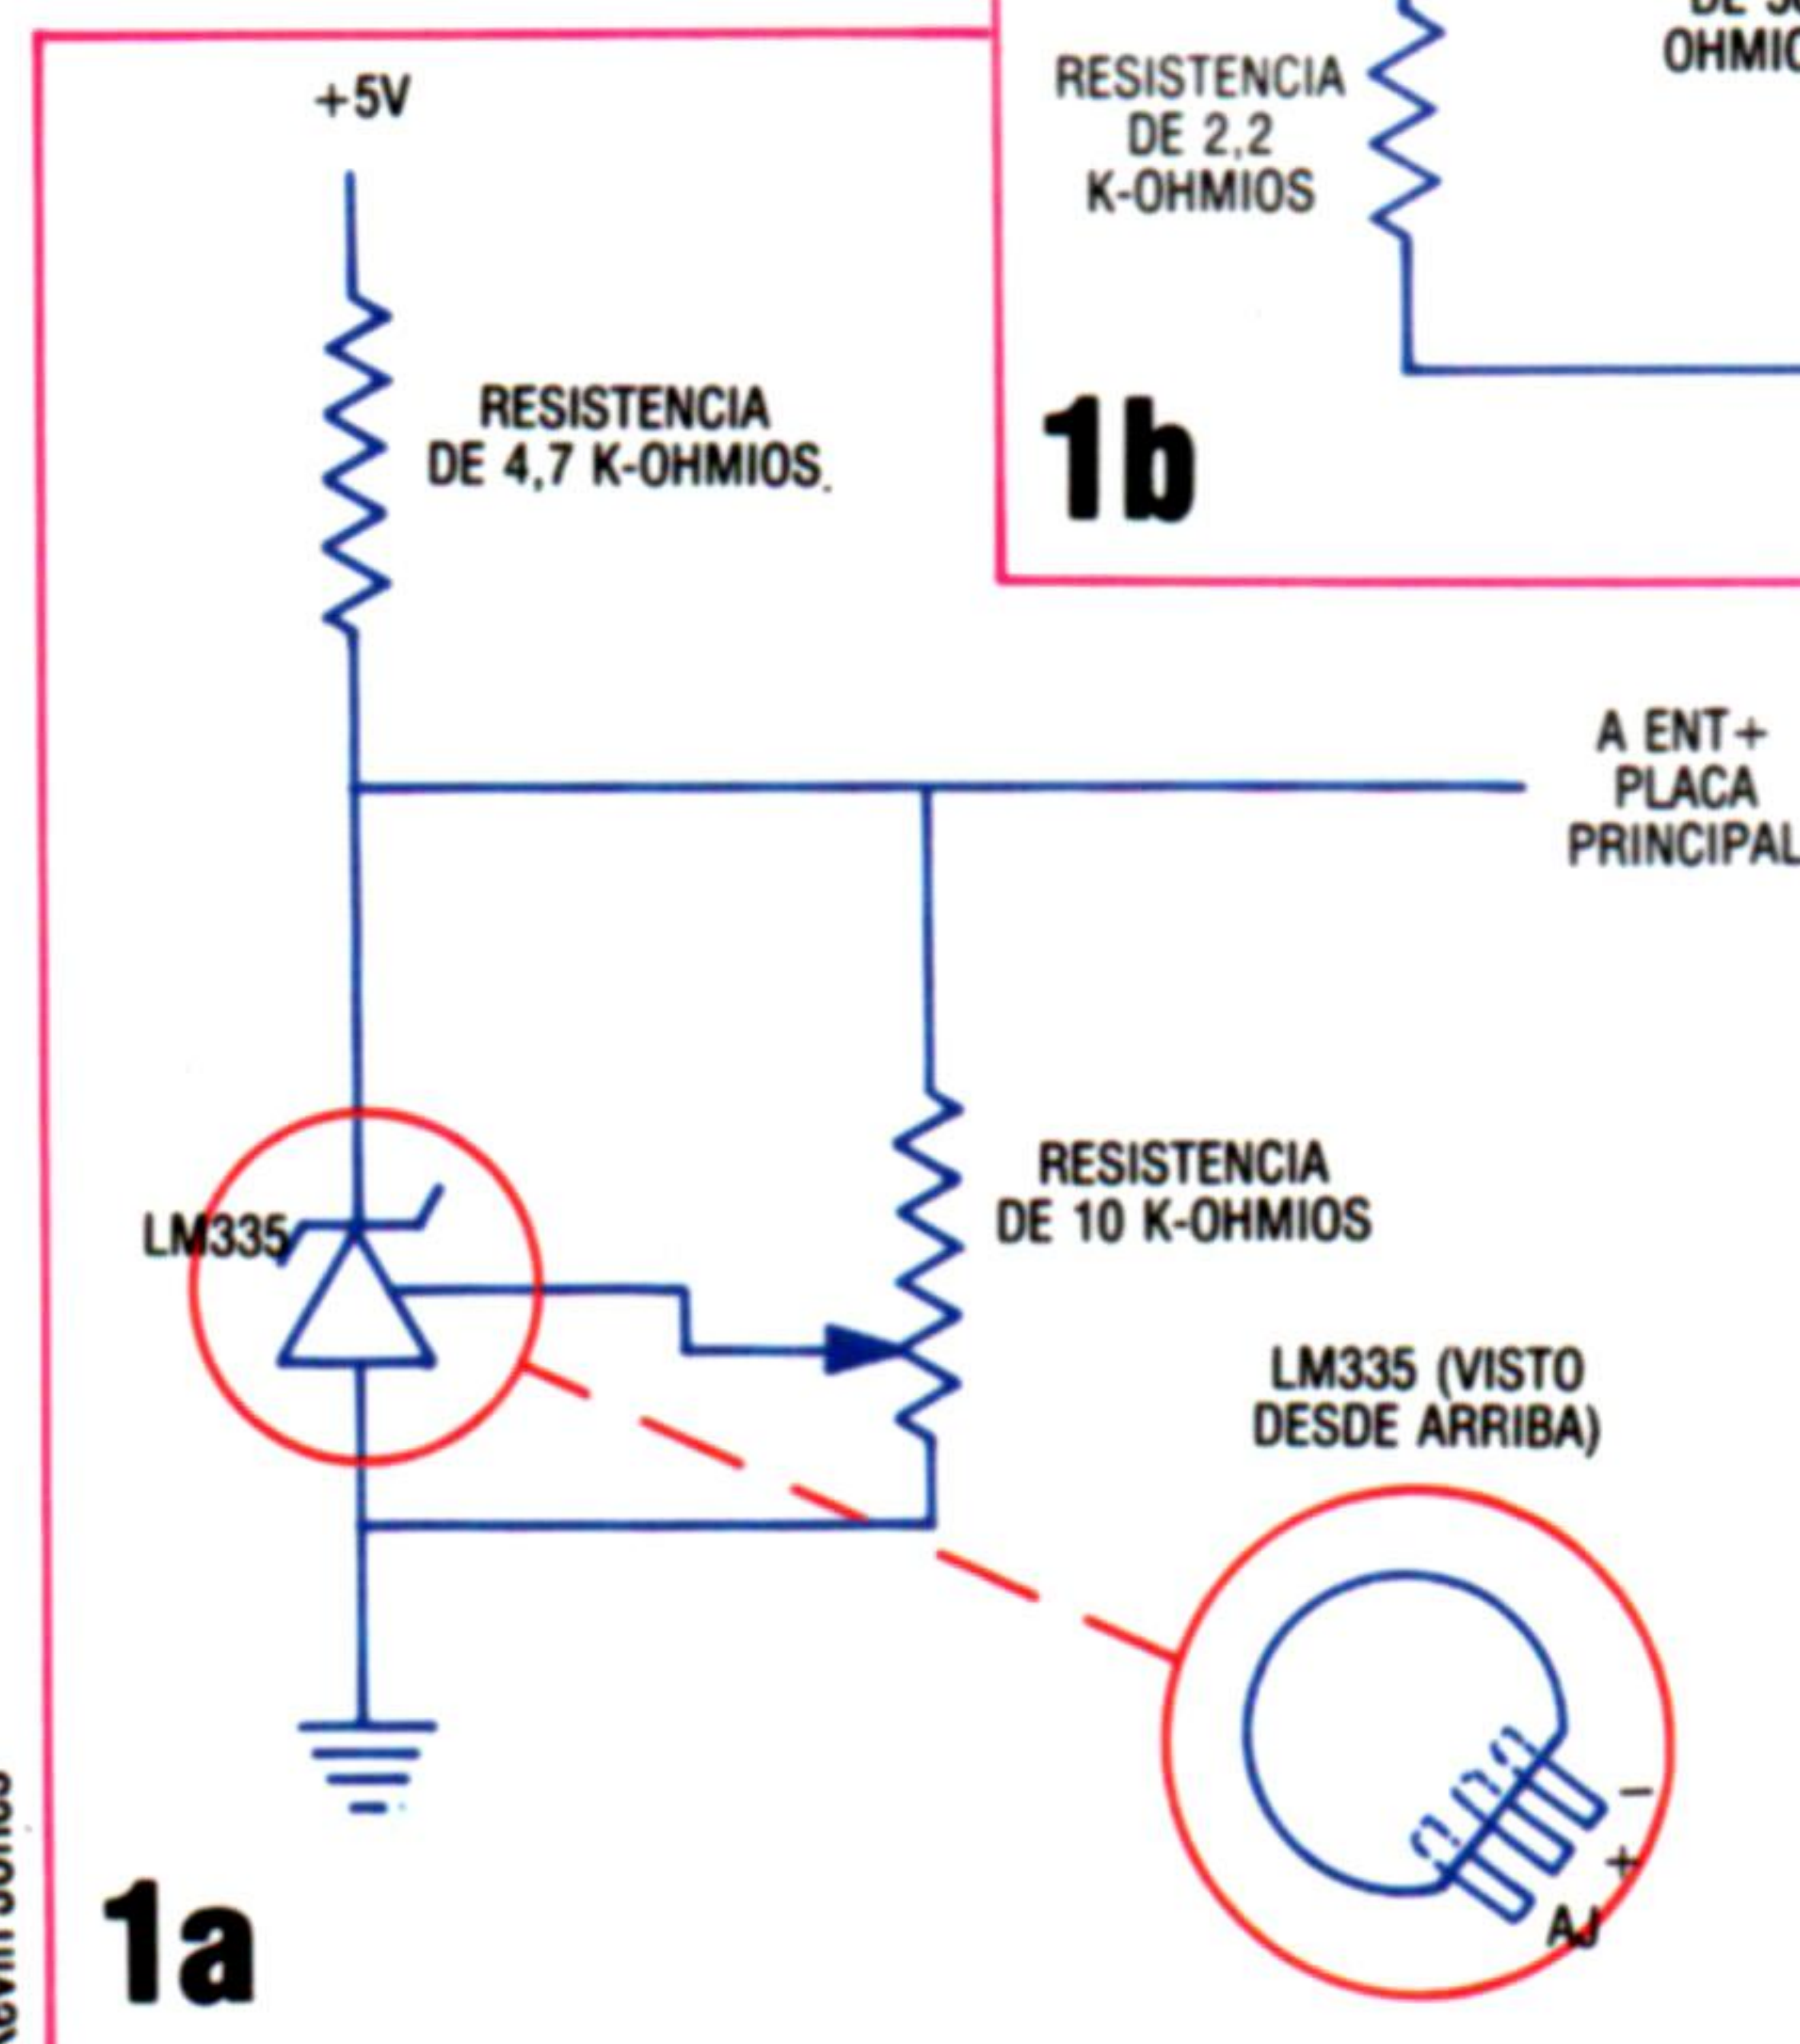 +5V
RESISTENCIA
DE 4,7 K-OHMIOS.
RESISTENCIA
DE 2,2
K-OHMIOS
1b
A ENT+
PLACA
PRINCIPAL
LM335
RESISTENCIA
DE 10 K-OHMIOS
LM335 (VISTO
DESDE ARRIBA)
−
+
AJ
1a